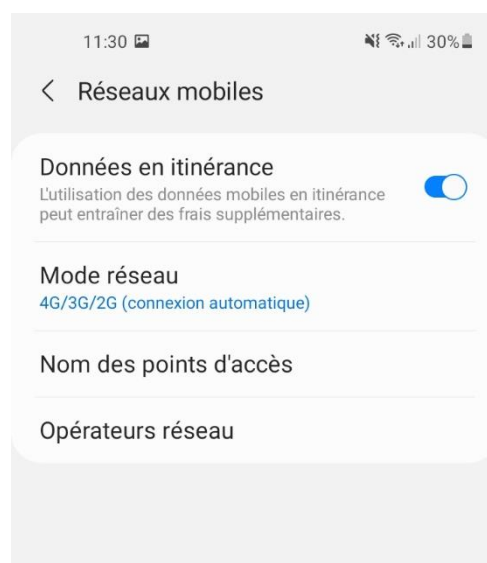 11:30 30%
Réseaux mobiles
Données en itinérance
L'utilisation des données mobiles en itinérance
peut entraîner des frais supplémentaires.
Mode réseau
4G/3G/2G (connexion automatique)
Nom des points d'accès
Opérateurs réseau